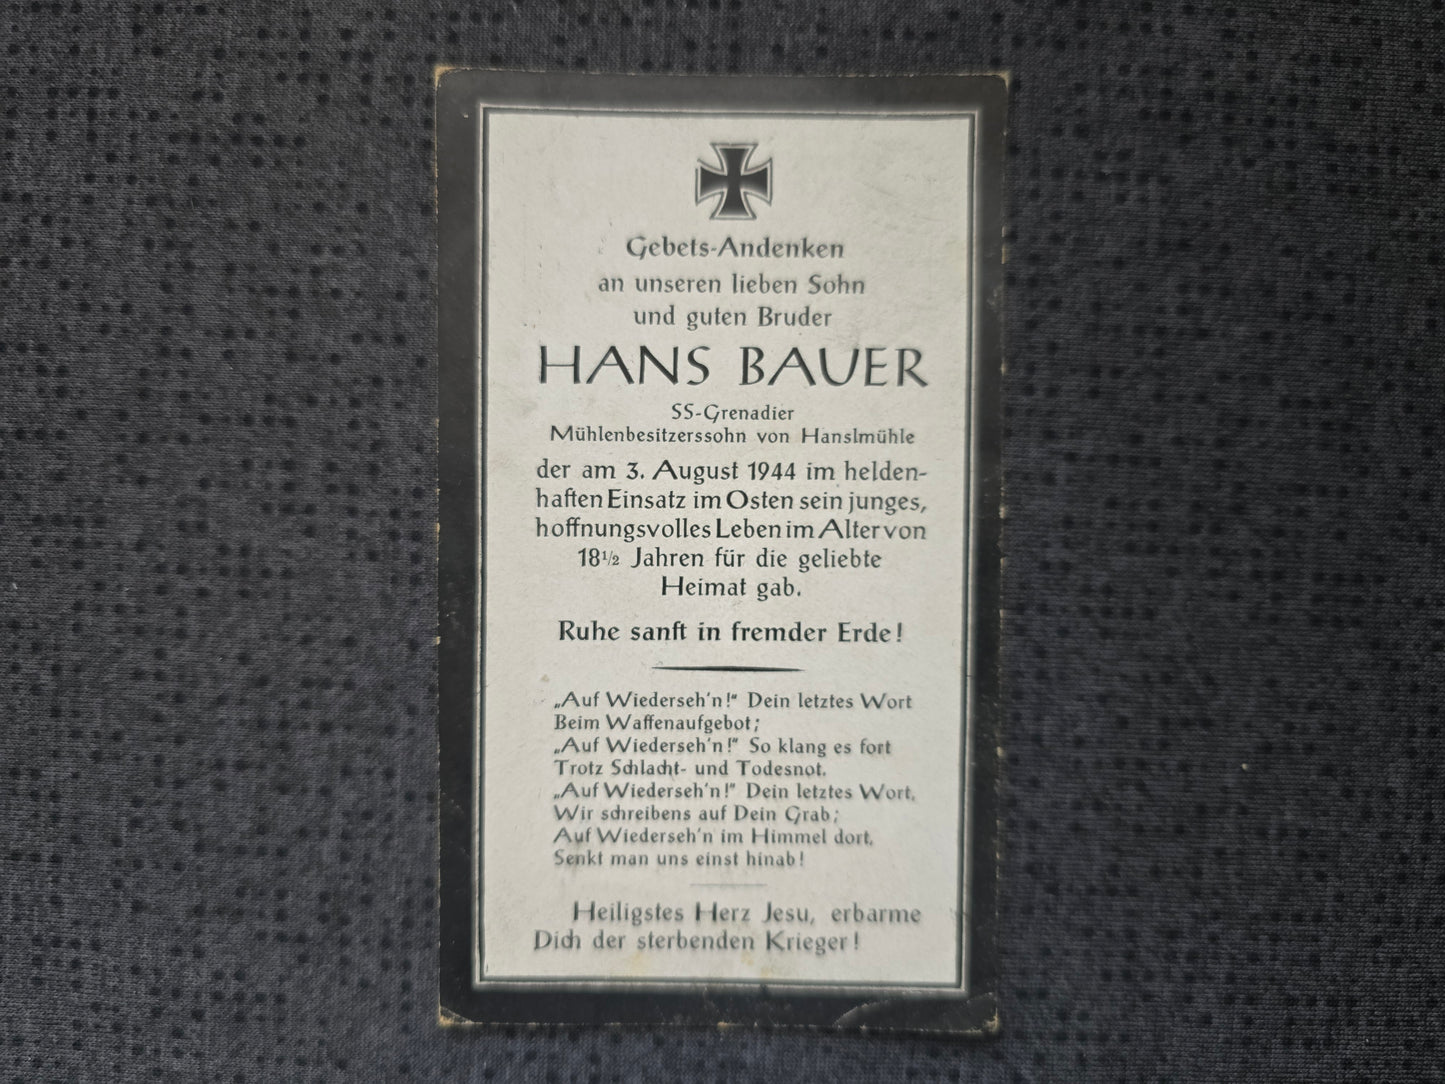 Gebets-Andenken
an unseren lieben Sohn
und guten Bruder
HANS BAUER
SS-Grenadier
Mühlenbesitzerssohn von Hanslmühle
der am 3. August 1944 im helden-
haften Einsatz im Osten sein junges,
hoffnungsvolles Leben im Alter von
18½ Jahren für die geliebte
Heimat gab.
Ruhe sanft in fremder Erde!
„Auf Wiederseh'n!“ Dein letztes Wort
Beim Waffenaufgebot;
„Auf Wiederseh'n!“ So klang es fort
Trotz Schlacht- und Todesnot.
„Auf Wiederseh'n!“ Dein letztes Wort,
Wir schreibens auf Dein Grab;
Auf Wiederseh'n im Himmel dort,
Senkt man uns einst hinab!
Heiligstes Herz Jesu, erbarme
Dich der sterbenden Krieger!